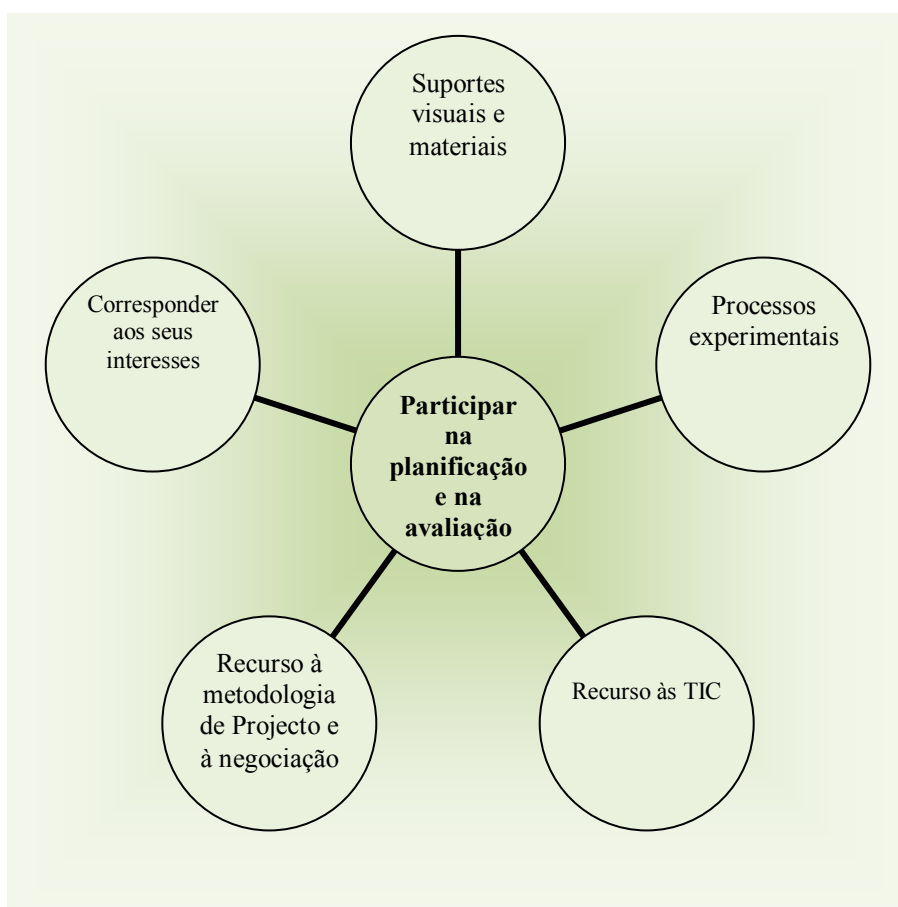 Suportes
visuais e
materiais
Corresponder
aos seus
interesses
Processos
experimentais
Participar
na
planificação
e na
avaliação
Recurso à
metodologia
de Projecto e
à negociação
Recurso às TIC